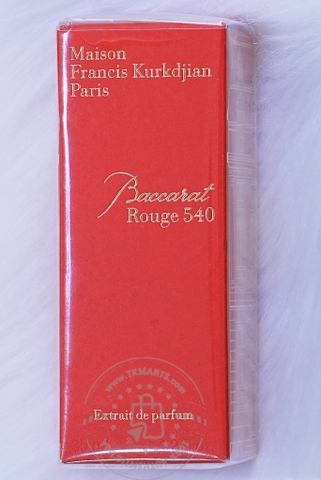 Maison
Francis Kurkdjian
Paris
Baccarat
Rouge 540
www.TKMARTS.com
Extrait de parfum